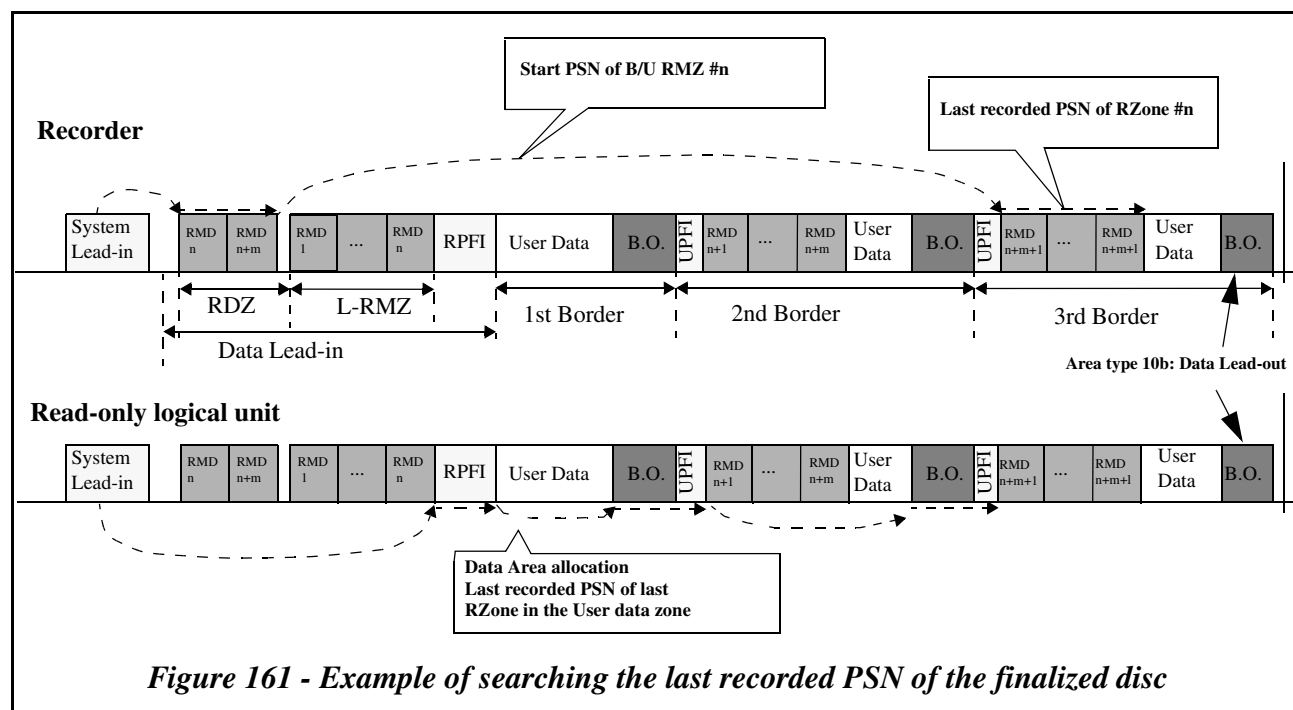 Start PSN of B/U RMZ #n
Last recorded PSN of RZone #n
Recorder
System
Lead-in
RMD
n
RMD
n+m
RMD
1
...
RMD
n
RPFI
User Data
B.O.
UPFI
RMD
n+1
...
RMD
n+m
User
Data
B.O.
UPFI
RMD
n+m+1
...
RMD
n+m+l
User
Data
B.O.
RDZ
L-RMZ
1st Border
2nd Border
3rd Border
Data Lead-in
Area type 10b: Data Lead-out
Read-only logical unit
System
Lead-in
RMD
n
RMD
n+m
RMD
1
...
RMD
n
RPFI
User Data
B.O.
UPFI
RMD
n+1
...
RMD
n+m
User
Data
B.O.
UPFI
RMD
n+m+1
...
RMD
n+m+l
User
Data
B.O.
Data Area allocation
Last recorded PSN of last
RZone in the User data zone
Figure 161 - Example of searching the last recorded PSN of the finalized disc